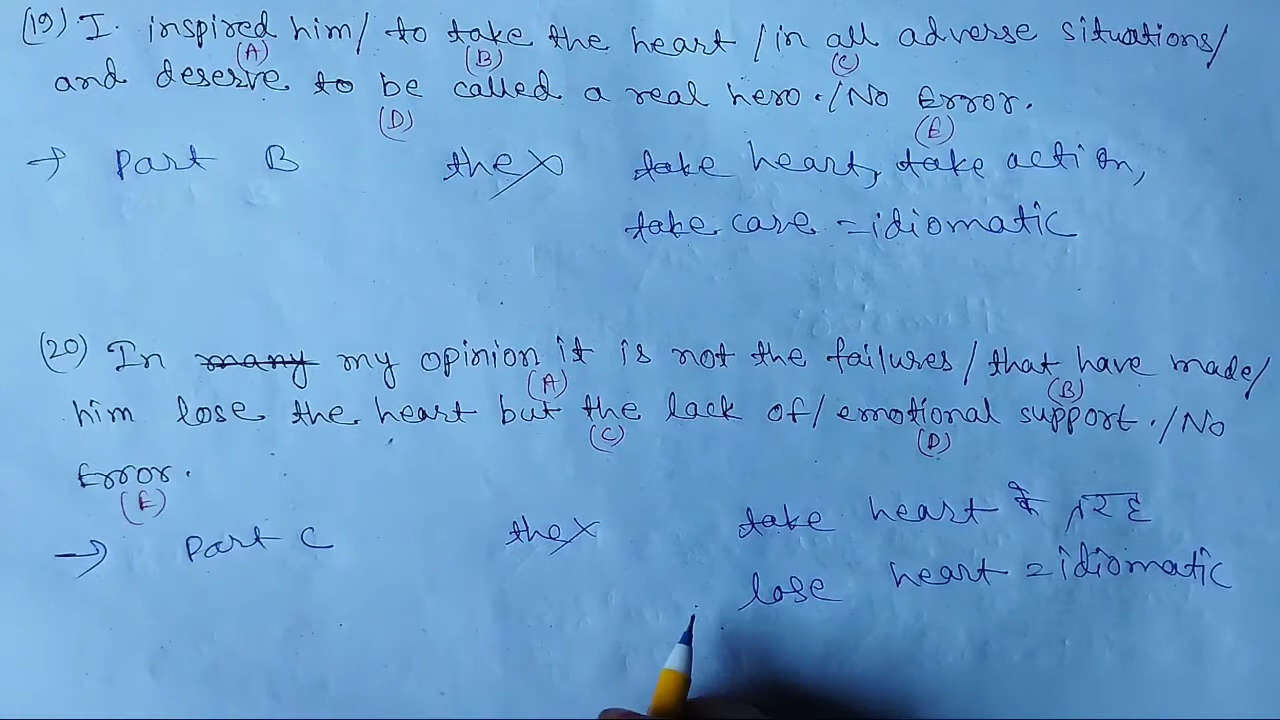 (19) I inspired him / to take the heart / in all adverse situations /
(A) (B) (C)
and deserve to be called a real hero. / No Error.
(D) (E)
→ Part B the × take heart, take action,
take care = idiomatic
(20) In many my opinion it is not the failures / that have made /
(A) (B)
him lose the heart but the lack of / emotional support. / No
(C) (D)
Error.
(E)
→ Part C the × take heart के तरह
lose heart = idiomatic